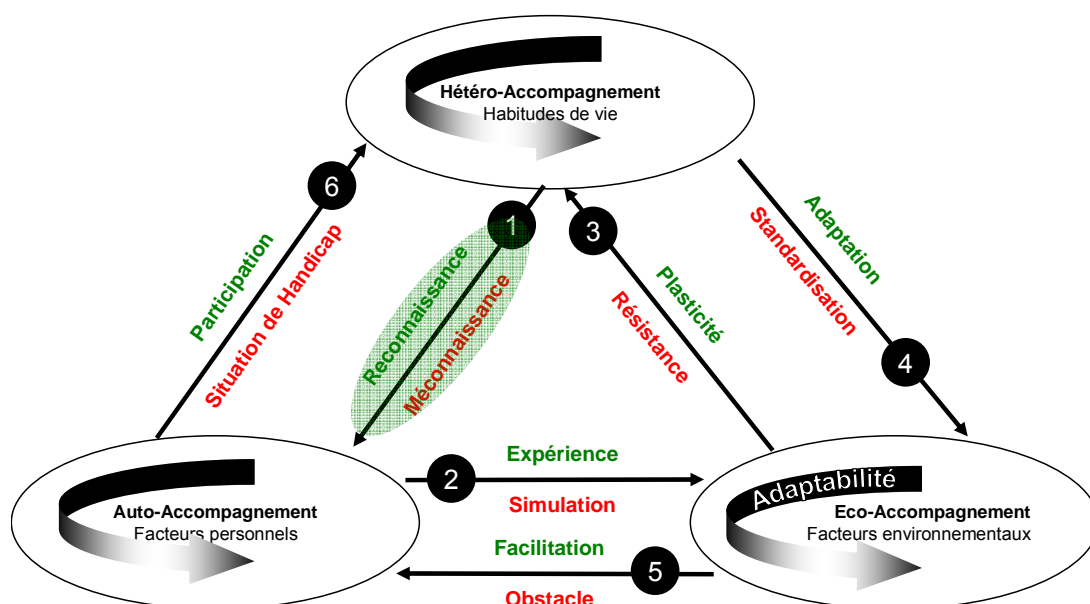 Hétéro-Accompagnement
Habitudes de vie
6
1
3
Participation
Situation de Handicap
Reconnaissance
Méconnaissance
Plasticité
Résistance
Adaptation
Standardisation
4
2
Expérience
Simulation
Auto-Accompagnement
Facteurs personnels
Adaptabilité
Eco-Accompagnement
Facteurs environnementaux
Facilitation
5
Obstacle